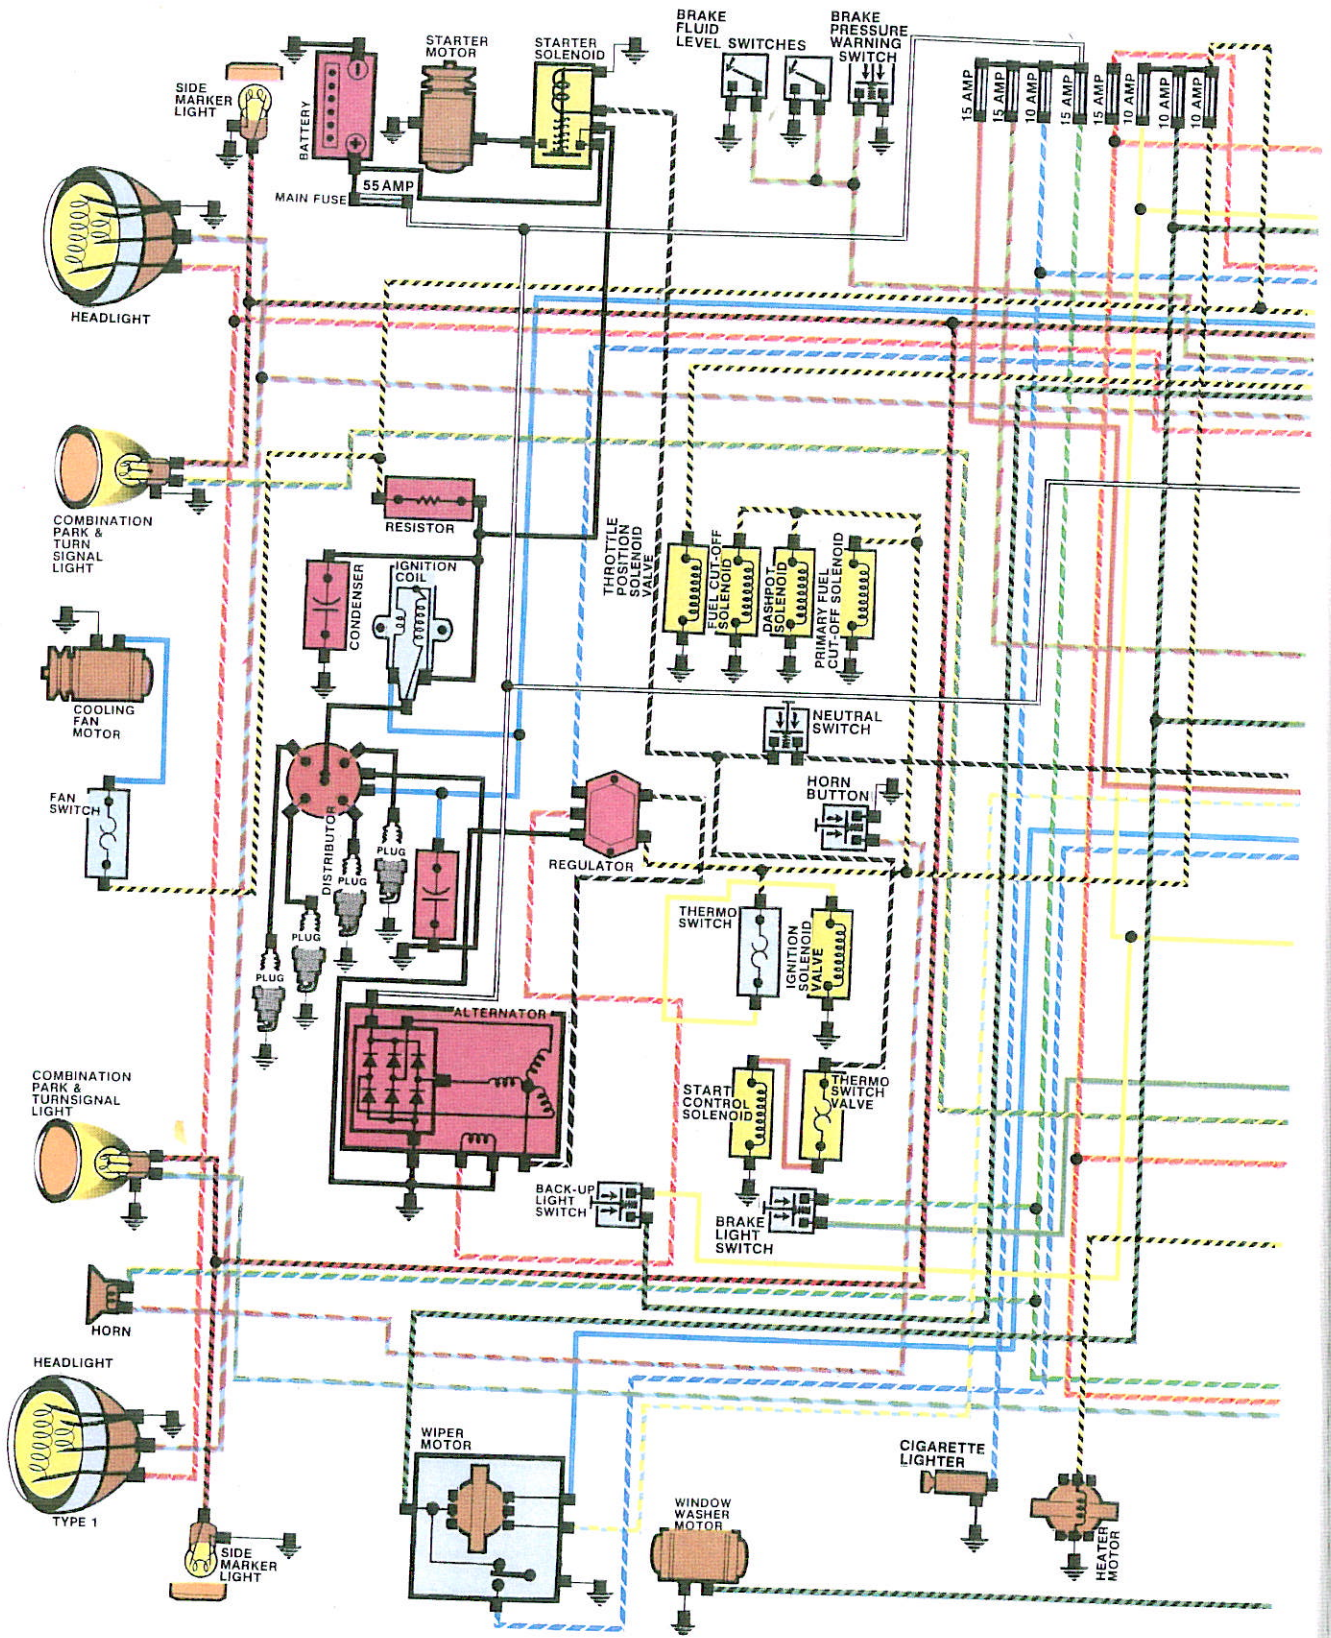 BRAKE
FLUID
LEVEL SWITCHES
BRAKE
PRESSURE
WARNING
SWITCH
STARTER
MOTOR
STARTER
SOLENOID
SIDE
MARKER
LIGHT
BATTERY
15 AMP
15 AMP
10 AMP
15 AMP
15 AMP
10 AMP
10 AMP
10 AMP
55 AMP
MAIN FUSE
HEADLIGHT
COMBINATION
PARK &
TURN
SIGNAL
LIGHT
RESISTOR
CONDENSER
IGNITION
COIL
THROTTLE
POSITION
SOLENOID
VALVE
FUEL CUT-OFF
SOLENOID
DASHPOT
SOLENOID
PRIMARY FUEL
CUT-OFF SOLENOID
COOLING
FAN
MOTOR
NEUTRAL
SWITCH
FAN
SWITCH
HORN
BUTTON
DISTRIBUTOR
PLUG
PLUG
PLUG
PLUG
REGULATOR
THERMO
SWITCH
IGNITION
SOLENOID
VALVE
ALTERNATOR
COMBINATION
PARK &
TURNSIGNAL
LIGHT
START
CONTROL
SOLENOID
THERMO
SWITCH
VALVE
BACK-UP
LIGHT
SWITCH
BRAKE
LIGHT
SWITCH
HORN
HEADLIGHT
TYPE 1
WIPER
MOTOR
CIGARETTE
LIGHTER
WINDOW
WASHER
MOTOR
HEATER
MOTOR
SIDE
MARKER
LIGHT